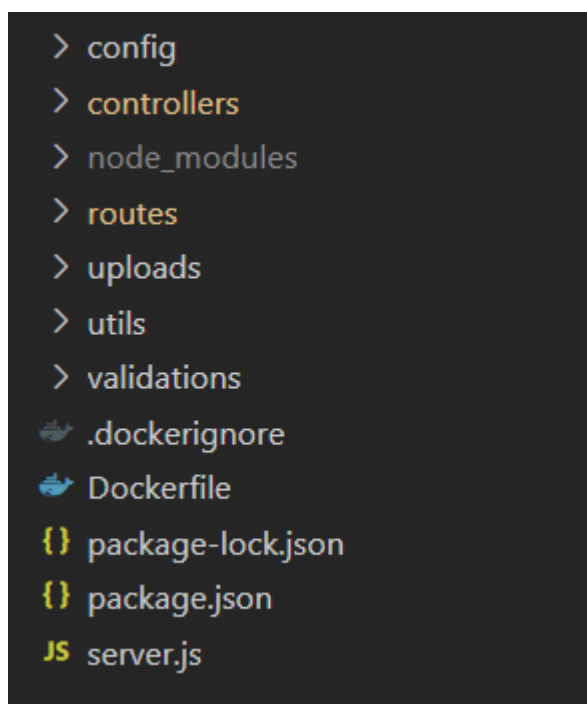 config
controllers
node_modules
routes
uploads
utils
validations
.dockerignore
Dockerfile
{} package-lock.json
{} package.json
JS server.js